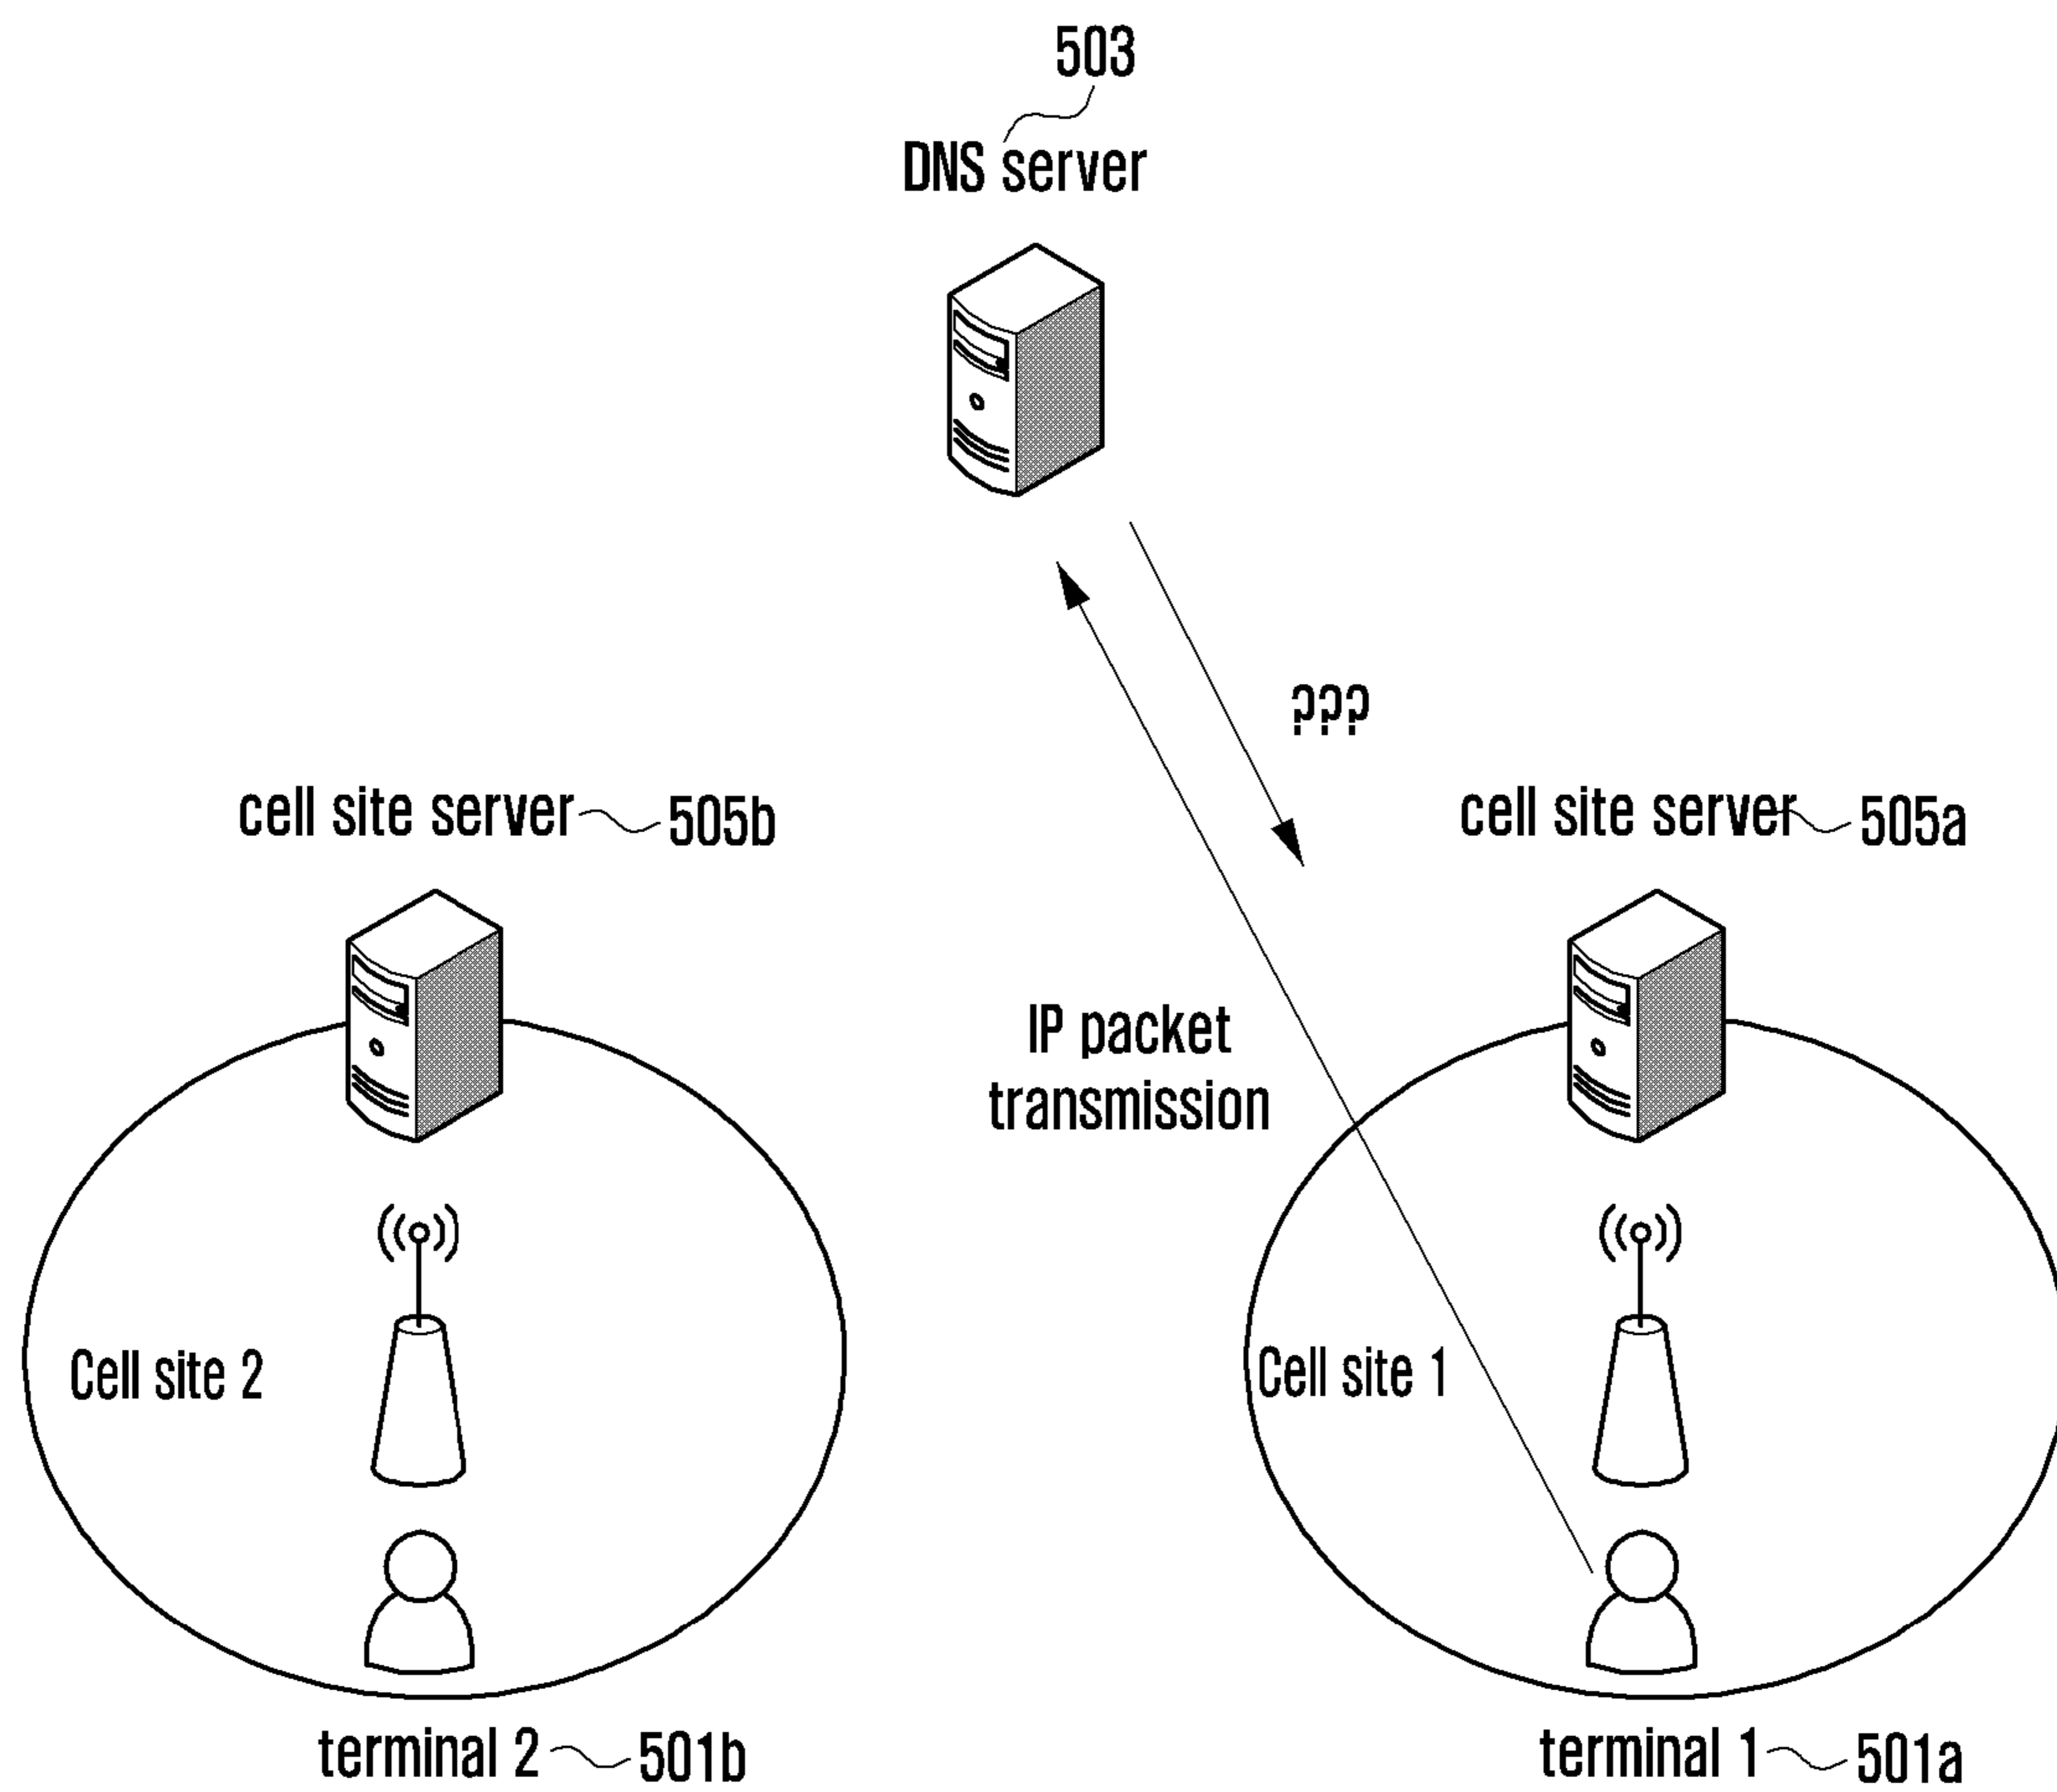 503
DNS server
???
cell site server 505b
cell site server 505a
IP packet
transmission
Cell site 2
Cell site 1
terminal 2 501b
terminal 1 501a